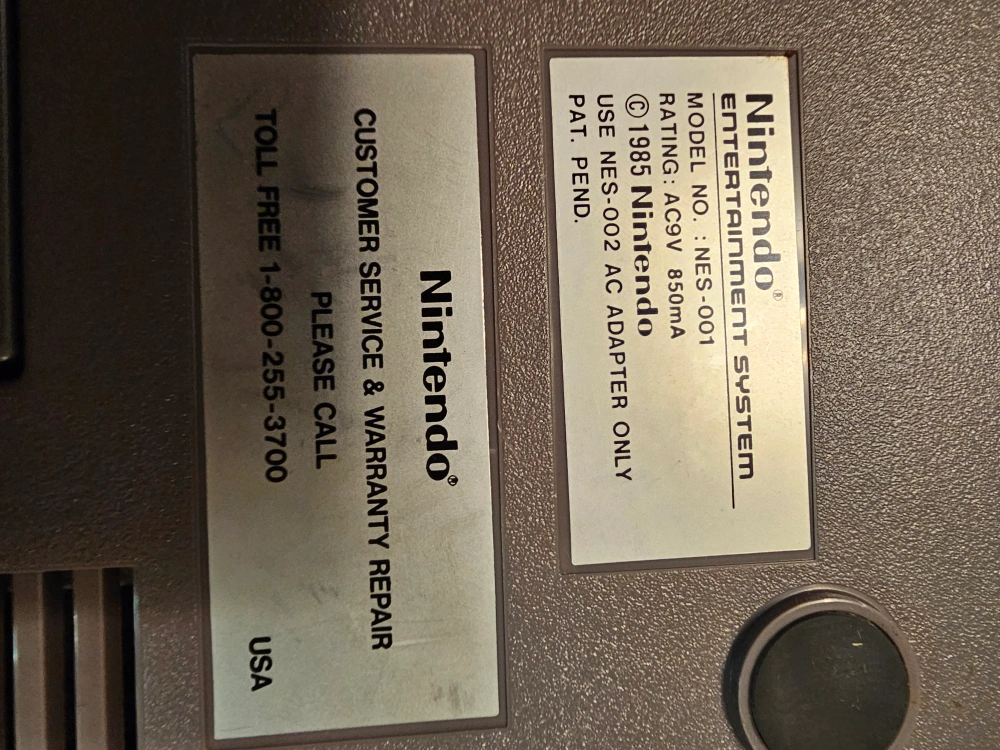 Nintendo®
ENTERTAINMENT SYSTEM
MODEL NO. : NES-001
RATING: AC9V 850mA
© 1985 Nintendo
USE NES-002 AC ADAPTER ONLY
PAT. PEND.
Nintendo®
CUSTOMER SERVICE & WARRANTY REPAIR
PLEASE CALL
TOLL FREE 1-800-255-3700 USA